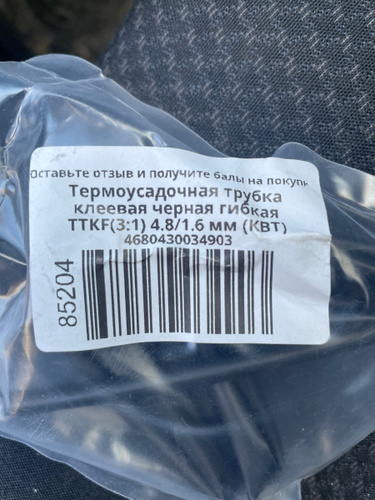 Оставьте отзыв и получите балы на покупк
Термоусадочная трубка
клеевая черная гибкая
TTKF(3:1) 4.8/1.6 мм (КВТ)
4680430034903
85204